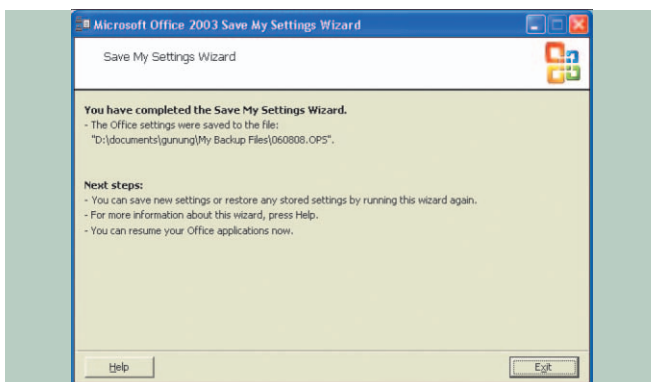 Microsoft Office 2003 Save My Settings Wizard
Save My Settings Wizard
You have completed the Save My Settings Wizard.
- The Office settings were saved to the file:
"D:\documents\gunung\My Backup Files\060808.OPS".
Next steps:
- You can save new settings or restore any stored settings by running this wizard again.
- For more information about this wizard, press Help.
- You can resume your Office applications now.
Help
Exit